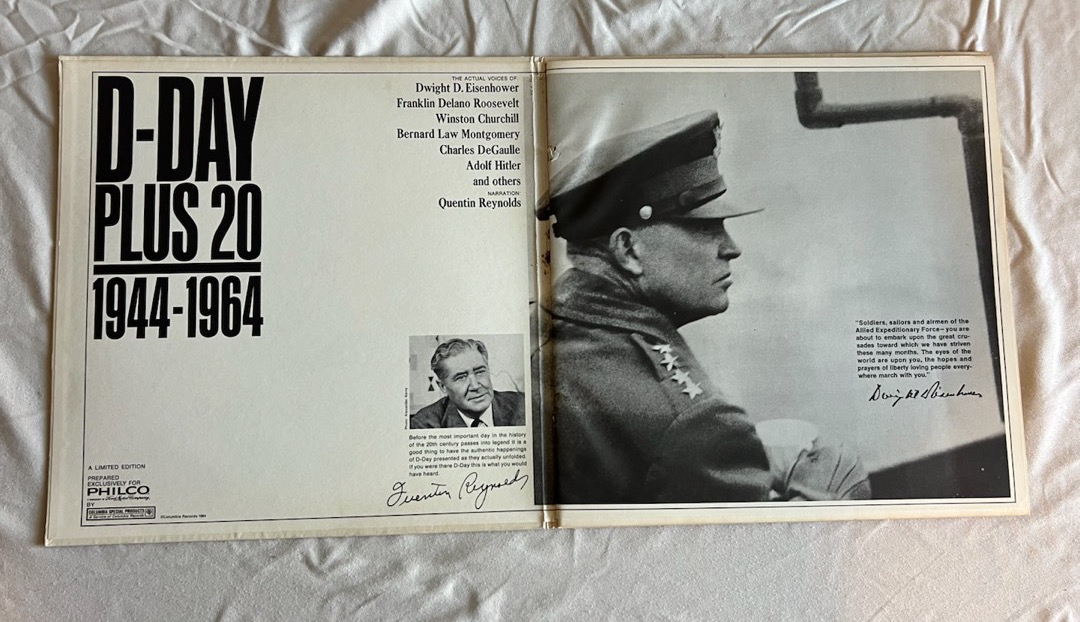 D-DAY
PLUS 20
1944-1964
THE ACTUAL VOICES OF:
Dwight D. Eisenhower
Franklin Delano Roosevelt
Winston Churchill
Bernard Law Montgomery
Charles DeGaulle
Adolf Hitler
and others
NARRATION:
Quentin Reynolds
Before the most important day in the history
of the 20th century passes into legend it is a
good thing to have the authentic happenings
of D-Day presented as they actually unfolded.
If you were there D-Day this is what you would
have heard.
Quentin Reynolds
A LIMITED EDITION
PREPARED
EXCLUSIVELY FOR
PHILCO
BY
COLUMBIA SPECIAL PRODUCTS
A Service of Columbia Records
©Columbia Records 1964
"Soldiers, sailors and airmen of the
Allied Expeditionary Force—you are
about to embark upon the great cru-
sades toward which we have striven
these many months. The eyes of the
world are upon you, the hopes and
prayers of liberty loving people every-
where march with you."
Dwight D Eisenhower